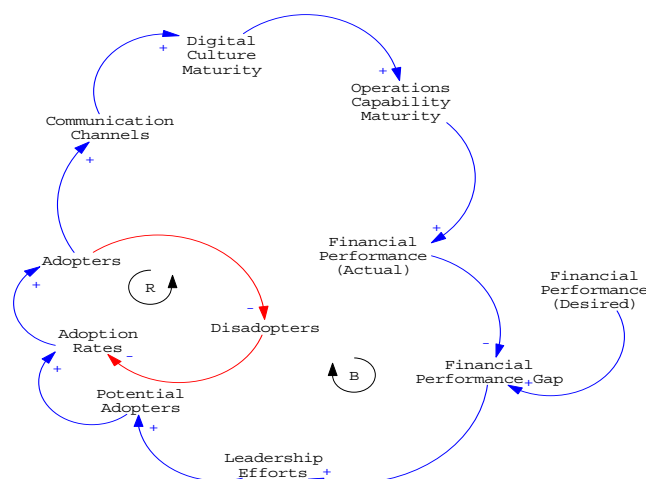 Digital
Culture
Maturity
+
+
Operations
Capability
Maturity
Communication
Channels
+
+
Financial
Performance
(Actual)
Adopters
Financial
Performance
(Desired)
+
R
-
Disadopters
Adoption
Rates
-
-
Financial
Performance Gap
+
+
B
Potential
Adopters
+
Leadership
Efforts
+